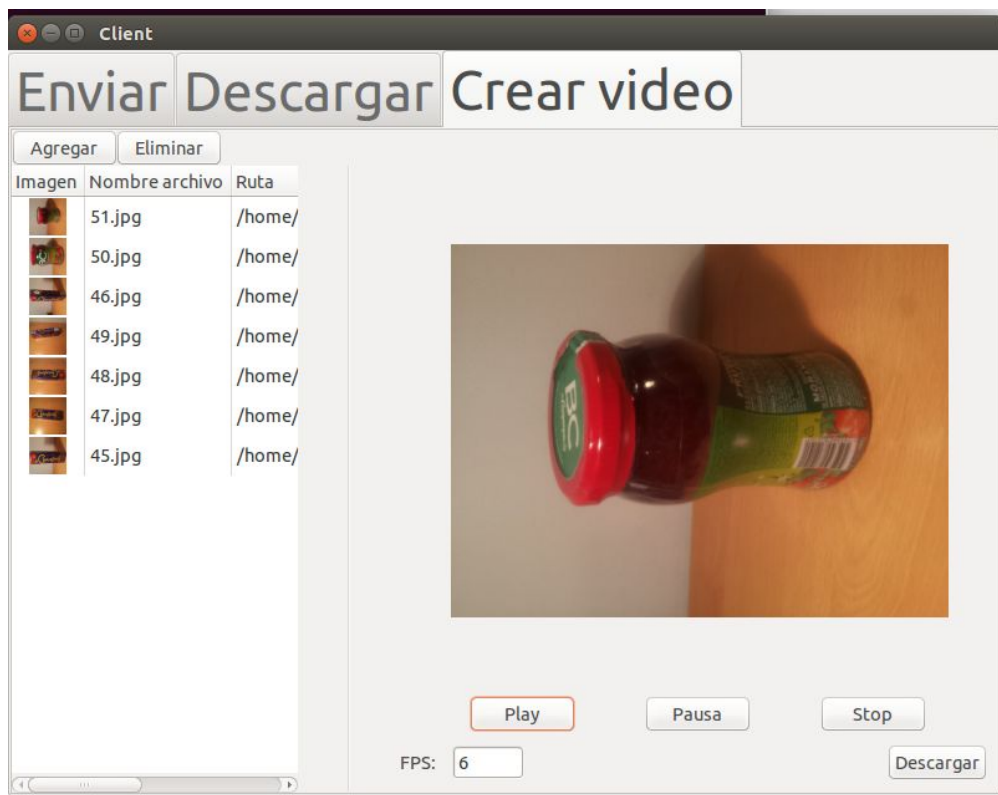 Client
Enviar Descargar Crear video
Agregar Eliminar
Imagen Nombre archivo Ruta
51.jpg /home/
50.jpg /home/
46.jpg /home/
49.jpg /home/
48.jpg /home/
47.jpg /home/
45.jpg /home/
BC
Play Pausa Stop
FPS: 6
Descargar